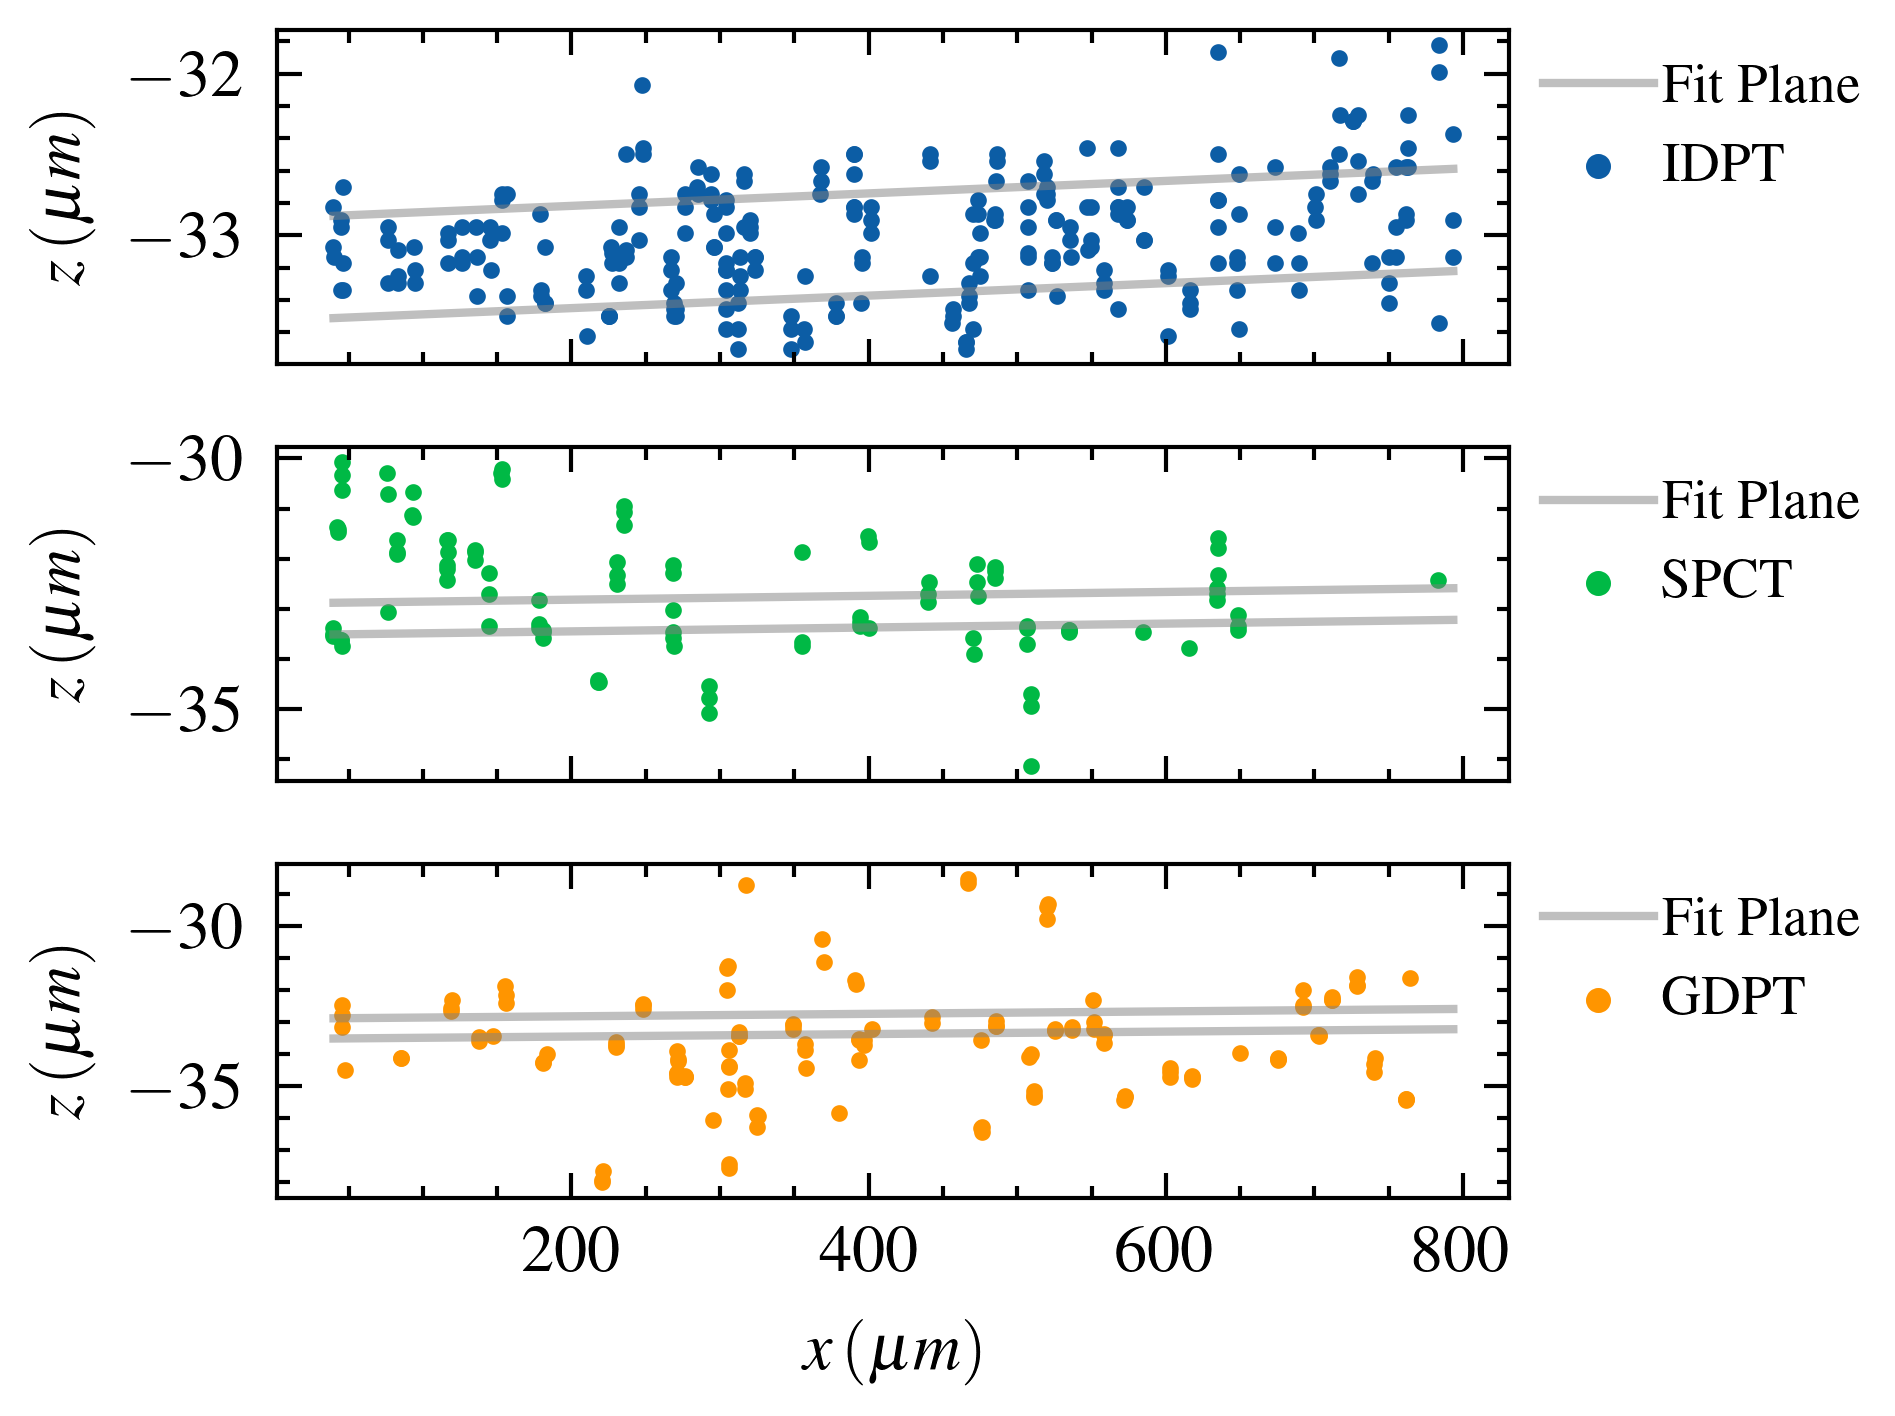 −32
−33
z (μm)
Fit Plane
IDPT
−30
−35
z (μm)
Fit Plane
SPCT
−30
−35
z (μm)
Fit Plane
GDPT
200 400 600 800
x (μm)